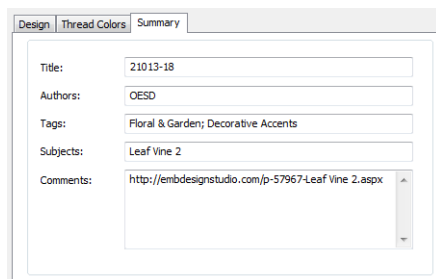 Design Thread Colors Summary
Title: 21013-18
Authors: OESD
Tags: Floral & Garden; Decorative Accents
Subjects: Leaf Vine 2
Comments: http://embdesignstudio.com/p-57967-Leaf Vine 2.aspx